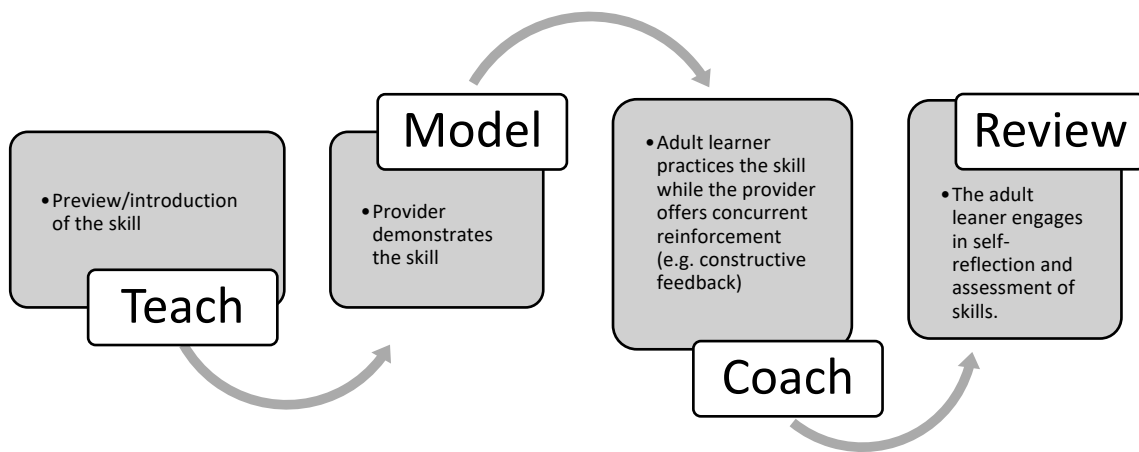 •Preview/introduction
of the skill
Teach
Model
•Provider
demonstrates
the skill
•Adult learner
practices the skill
while the provider
offers concurrent
reinforcement
(e.g. constructive
feedback)
Coach
Review
•The adult
leaner engages
in self-
reflection and
assessment of
skills.